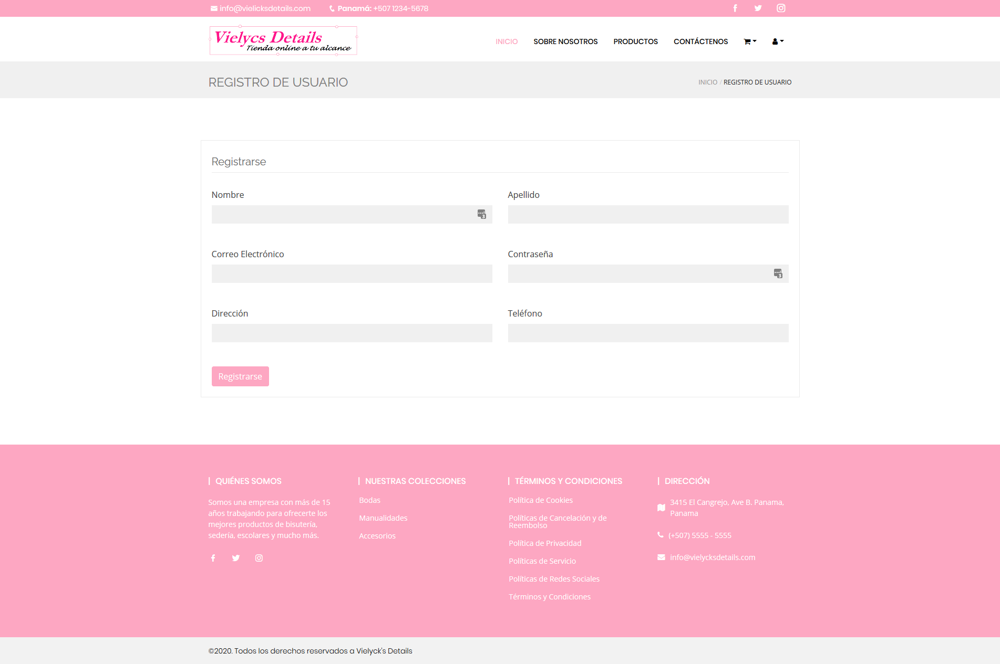 info@vielicksdetails.com
Panamá: +507 1234-5678
Vielycs Details
Tienda online a tu alcance
INICIO
SOBRE NOSOTROS
PRODUCTOS
CONTÁCTENOS
REGISTRO DE USUARIO
INICIO / REGISTRO DE USUARIO
Registrarse
Nombre
Apellido
Correo Electrónico
Contraseña
Dirección
Teléfono
Registrarse
QUIÉNES SOMOS
Somos una empresa con más de 15
años trabajando para ofrecerte los
mejores productos de bisutería,
sedería, escolares y mucho más.
NUESTRAS COLECCIONES
Bodas
Manualidades
Accesorios
TÉRMINOS Y CONDICIONES
Política de Cookies
Políticas de Cancelación y de
Reembolso
Política de Privacidad
Políticas de Servicio
Políticas de Redes Sociales
Términos y Condiciones
DIRECCIÓN
3415 El Cangrejo, Ave B. Panama,
Panama
(+507) 5555 - 5555
info@vielycksdetails.com
©2020. Todos los derechos reservados a Vielyck's Details